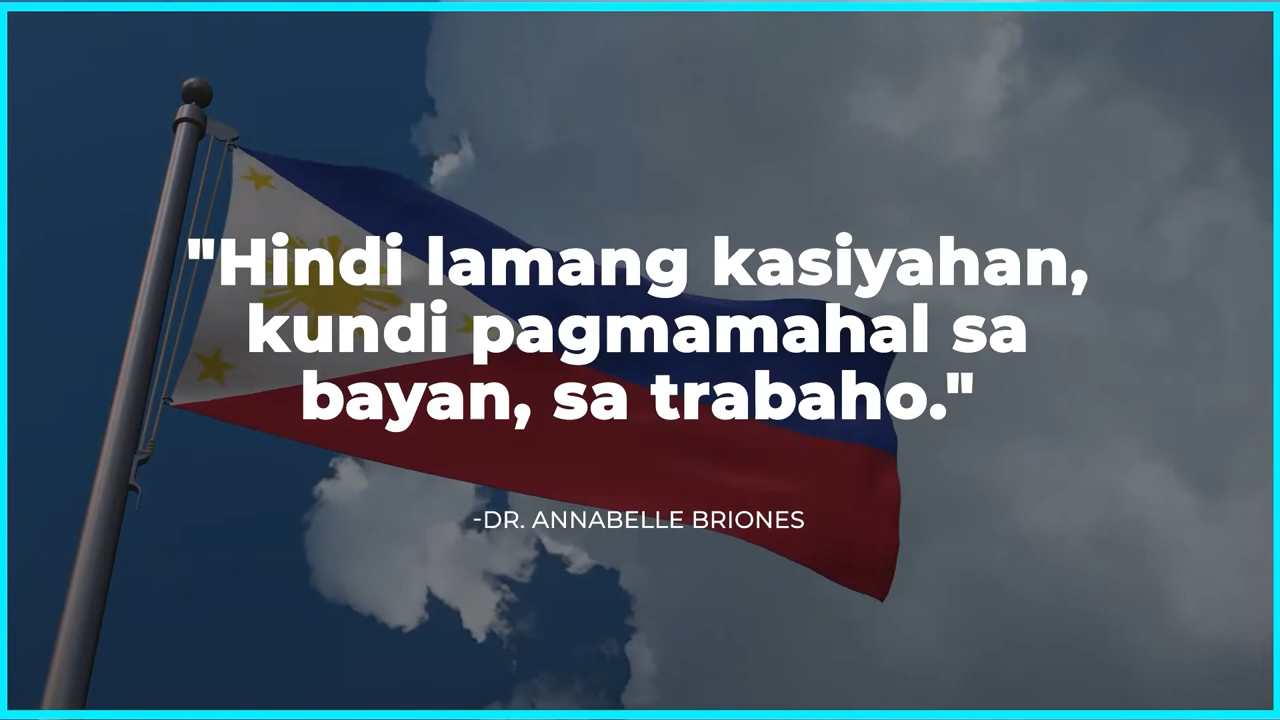 "Hindi lamang kasiyahan,
kundi pagmamahal sa
bayan, sa trabaho."
-DR. ANNABELLE BRIONES